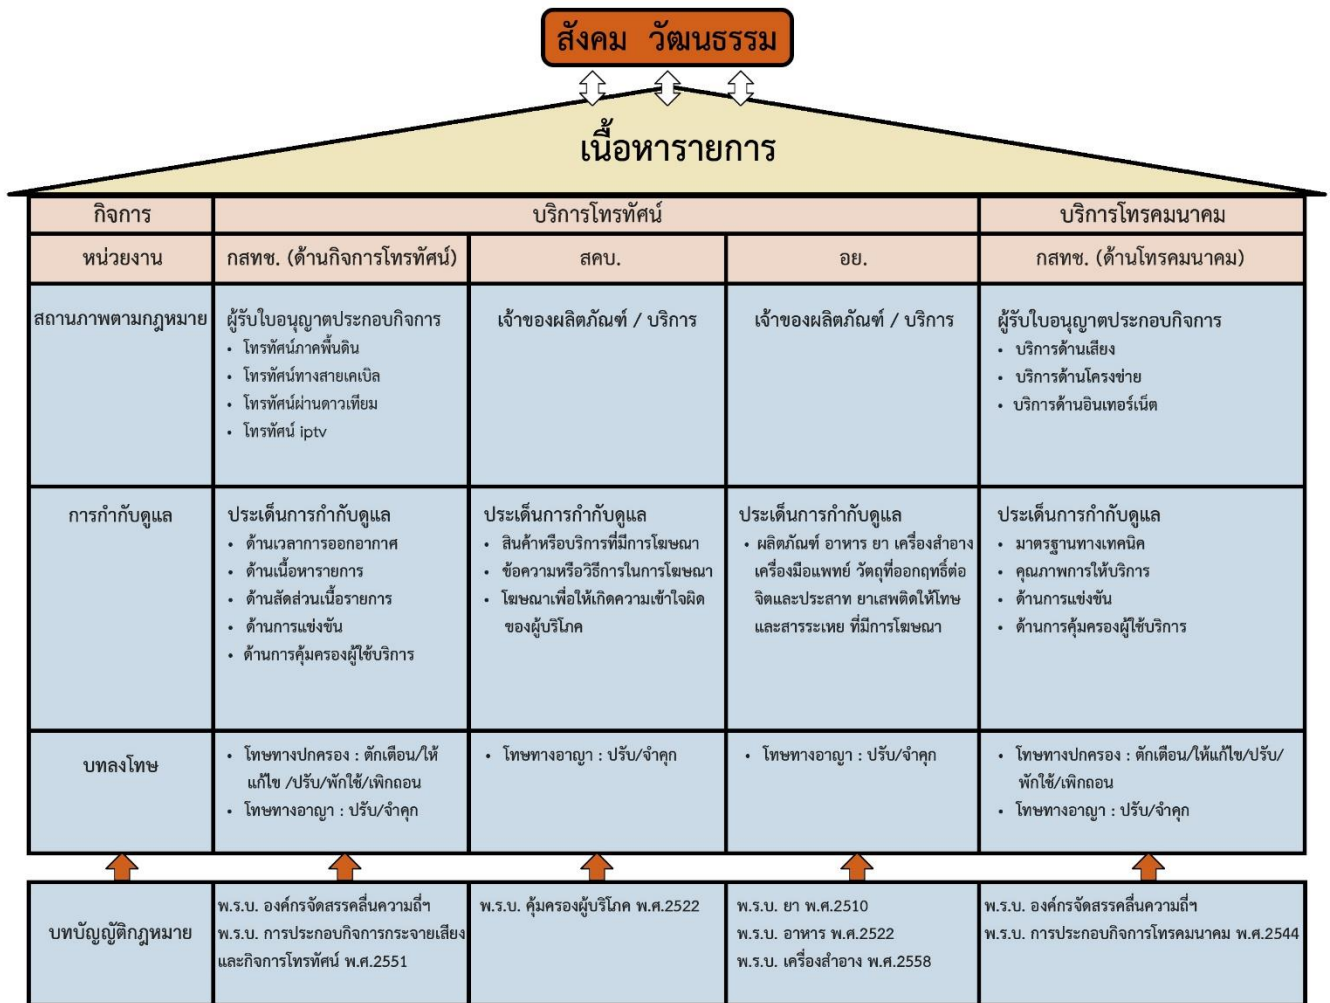 สังคม วัฒนธรรม
เนื้อหารายการ
กิจการ
บริการโทรทัศน์
บริการโทรคมนาคม
หน่วยงาน
กสทช. (ด้านกิจการโทรทัศน์)
สคบ.
อย.
กสทช. (ด้านโทรคมนาคม)
สถานภาพตามกฎหมาย
ผู้รับใบอนุญาตประกอบกิจการ
• โทรทัศน์ภาคพื้นดิน
• โทรทัศน์ทางสายเคเบิล
• โทรทัศน์ผ่านดาวเทียม
• โทรทัศน์ iptv
เจ้าของผลิตภัณฑ์ / บริการ
เจ้าของผลิตภัณฑ์ / บริการ
ผู้รับใบอนุญาตประกอบกิจการ
• บริการด้านเสียง
• บริการด้านโครงข่าย
• บริการด้านอินเทอร์เน็ต
การกำกับดูแล
ประเด็นการกำกับดูแล
• ด้านเวลาการออกอากาศ
• ด้านเนื้อหารายการ
• ด้านสัดส่วนเนื้อรายการ
• ด้านการแข่งขัน
• ด้านการคุ้มครองผู้ใช้บริการ
ประเด็นการกำกับดูแล
• สินค้าหรือบริการที่มีการโฆษณา
• ข้อความหรือวิธีการในการโฆษณา
• โฆษณาเพื่อให้เกิดความเข้าใจผิด
ของผู้บริโภค
ประเด็นการกำกับดูแล
• ผลิตภัณฑ์ อาหาร ยา เครื่องสำอาง
เครื่องมือแพทย์ วัตถุที่ออกฤทธิ์ต่อ
จิตและประสาท ยาเสพติดให้โทษ
และสารระเหย ที่มีการโฆษณา
ประเด็นการกำกับดูแล
• มาตรฐานทางเทคนิค
• คุณภาพการให้บริการ
• ด้านการแข่งขัน
• ด้านการคุ้มครองผู้ใช้บริการ
บทลงโทษ
• โทษทางปกครอง : ตักเตือน/ให้
แก้ไข /ปรับ/พักใช้/เพิกถอน
• โทษทางอาญา : ปรับ/จำคุก
• โทษทางอาญา : ปรับ/จำคุก
• โทษทางอาญา : ปรับ/จำคุก
• โทษทางปกครอง : ตักเตือน/ให้แก้ไข/ปรับ/
พักใช้/เพิกถอน
• โทษทางอาญา : ปรับ/จำคุก
บทบัญญัติกฎหมาย
พ.ร.บ. องค์กรจัดสรรคลื่นความถี่ฯ
พ.ร.บ. การประกอบกิจการกระจายเสียง
และกิจการโทรทัศน์ พ.ศ.2551
พ.ร.บ. คุ้มครองผู้บริโภค พ.ศ.2522
พ.ร.บ. ยา พ.ศ.2510
พ.ร.บ. อาหาร พ.ศ.2522
พ.ร.บ. เครื่องสำอาง พ.ศ.2558
พ.ร.บ. องค์กรจัดสรรคลื่นความถี่ฯ
พ.ร.บ. การประกอบกิจการโทรคมนาคม พ.ศ.2544